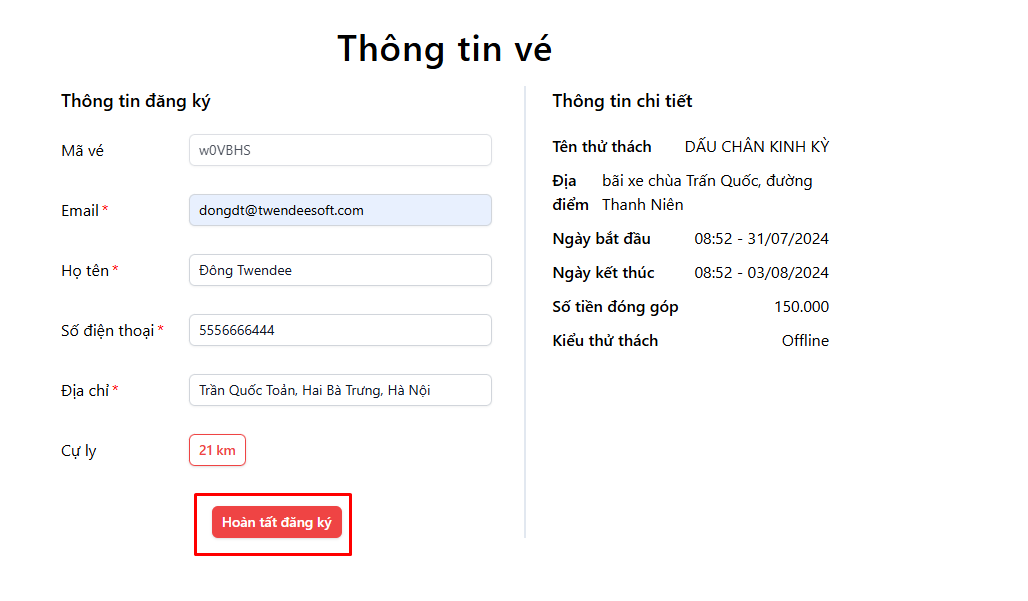 Thông tin vé
Thông tin đăng ký
Mã vé
w0VBHS
Email *
dongdt@twendeesoft.com
Họ tên *
Đông Twendee
Số điện thoại *
5556666444
Địa chỉ *
Trần Quốc Toản, Hai Bà Trưng, Hà Nội
Cự ly
21 km
Hoàn tất đăng ký
Thông tin chi tiết
Tên thử thách DẤU CHÂN KINH KỲ
Địa bãi xe chùa Trấn Quốc, đường
điểm Thanh Niên
Ngày bắt đầu 08:52 - 31/07/2024
Ngày kết thúc 08:52 - 03/08/2024
Số tiền đóng góp 150.000
Kiểu thử thách Offline